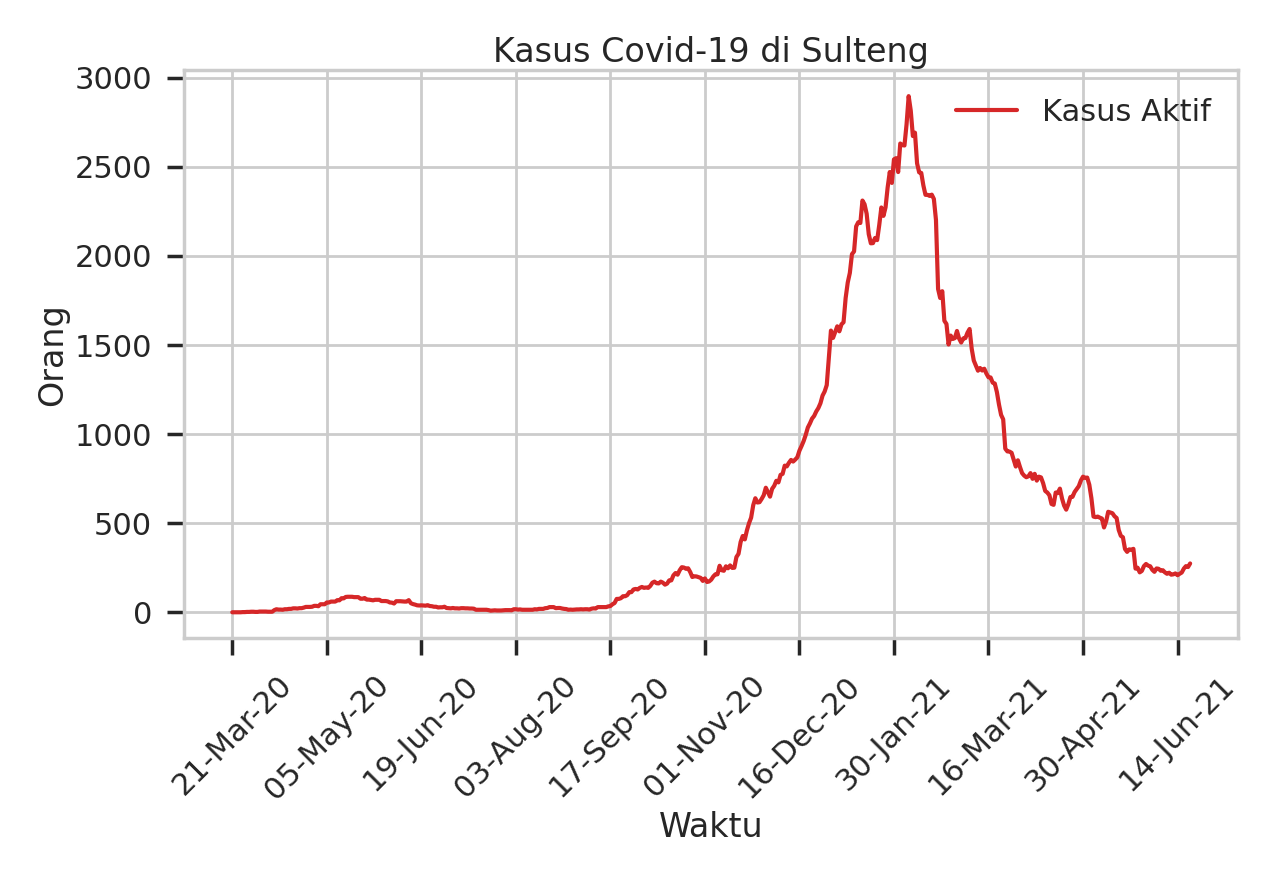 Kasus Covid-19 di Sulteng
Kasus Aktif
3000
2500
2000
1500
1000
500
0
Orang
21-Mar-20
05-May-20
19-Jun-20
03-Aug-20
17-Sep-20
01-Nov-20
16-Dec-20
30-Jan-21
16-Mar-21
30-Apr-21
14-Jun-21
Waktu